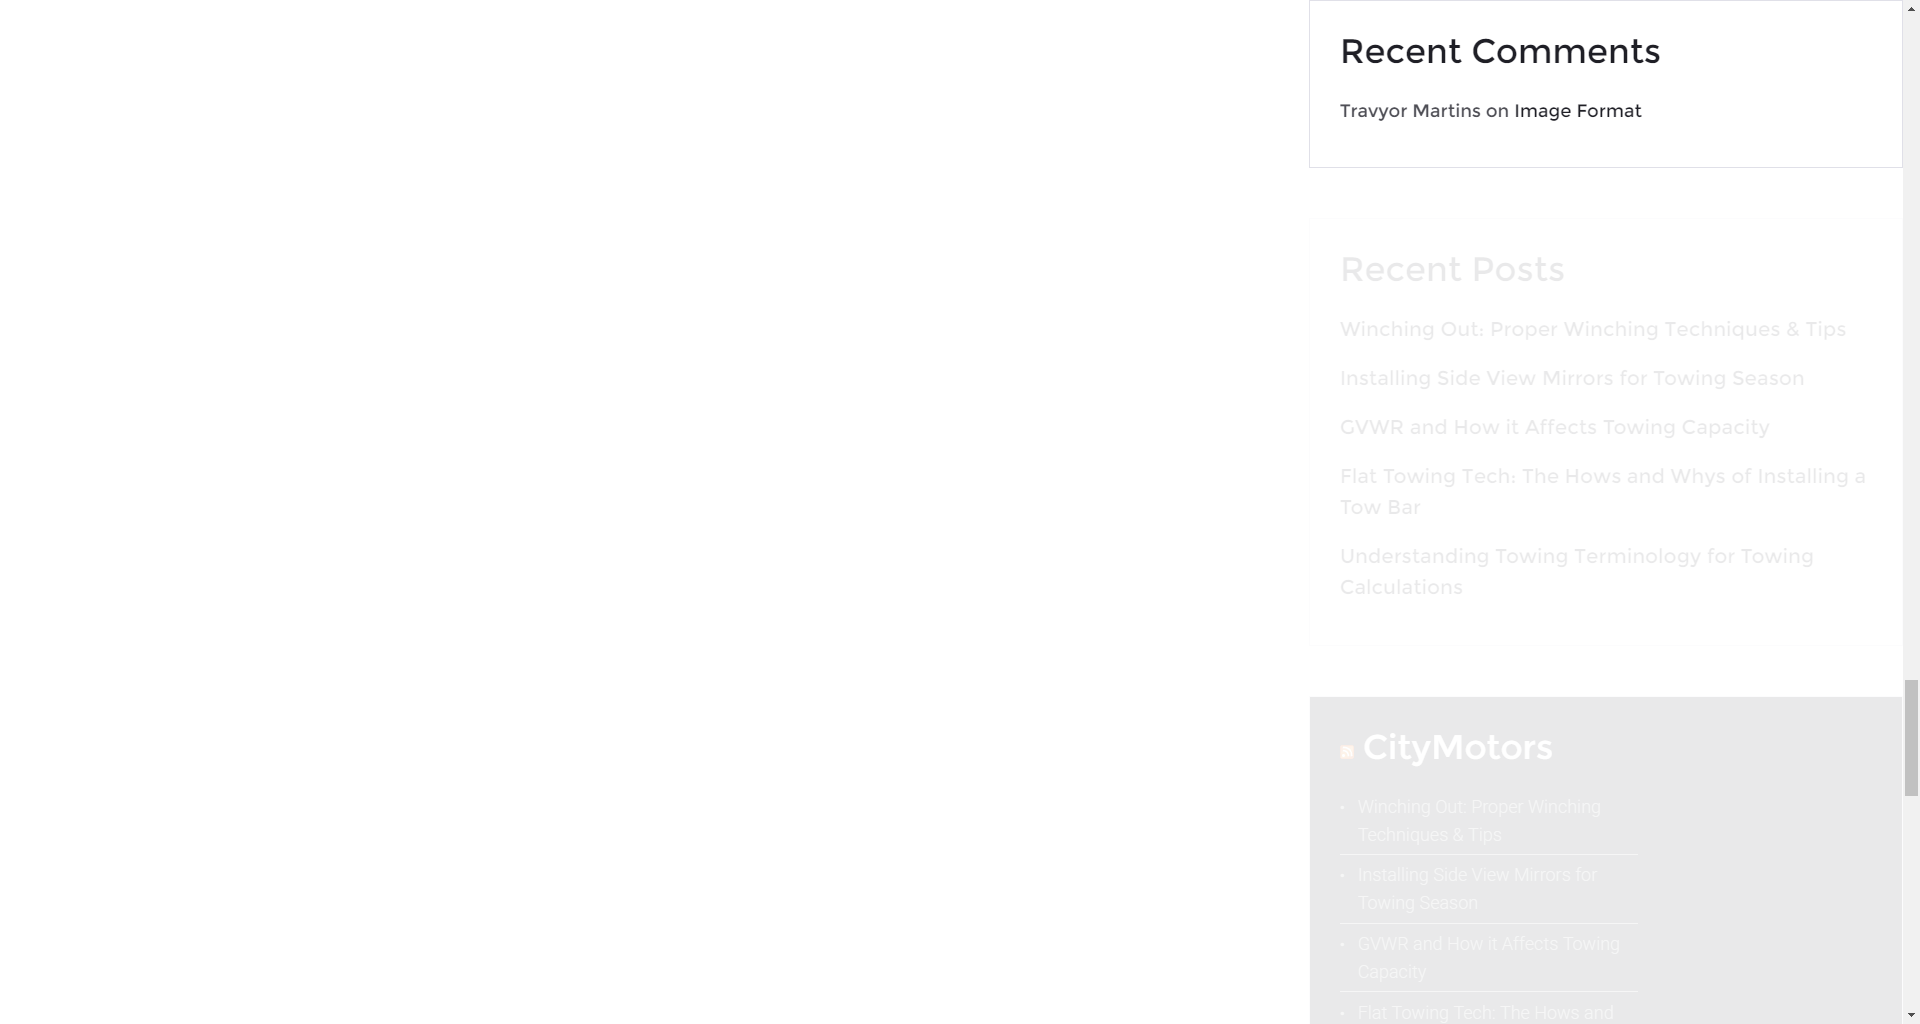 Recent Comments
Travyor Martins on Image Format
Recent Posts
Winching Out: Proper Winching Techniques & Tips
Installing Side View Mirrors for Towing Season
GVWR and How it Affects Towing Capacity
Flat Towing Tech: The Hows and Whys of Installing a
Tow Bar
Understanding Towing Terminology for Towing
Calculations
CityMotors
• Winching Out: Proper Winching
Techniques & Tips
• Installing Side View Mirrors for
Towing Season
• GVWR and How it Affects Towing
Capacity
• Flat Towing Tech: The Hows and